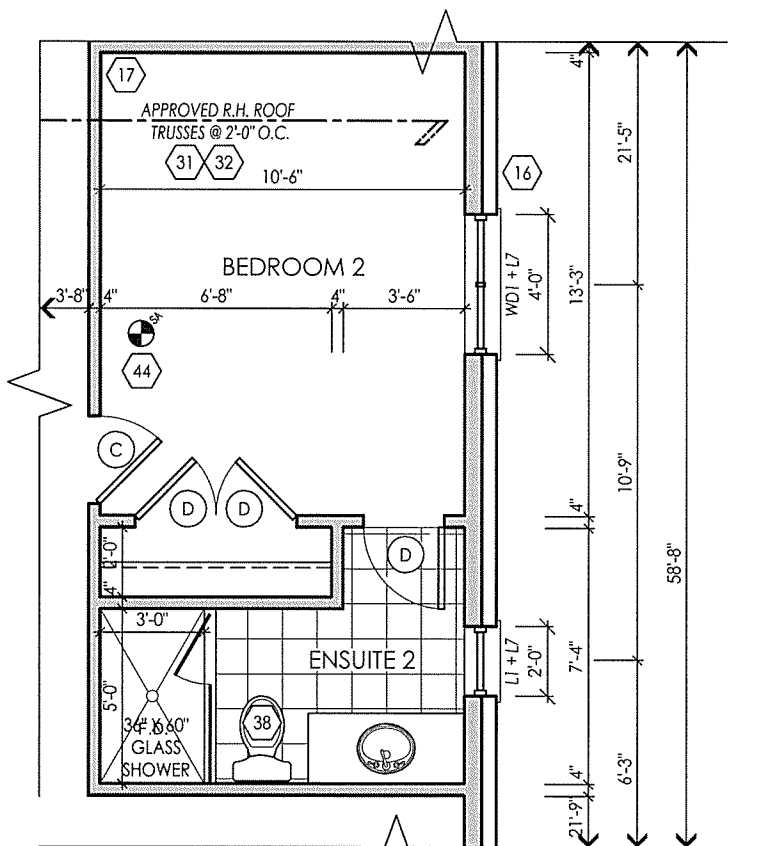 17
APPROVED R.H. ROOF
TRUSSES @ 2'-0" O.C.
31
32
10'-6"
16
4"
21'-5"
BEDROOM 2
3'-8"
4"
6'-8"
4"
3'-6"
WD1 + L7
4'-0"
13'-3"
SA
44
C
D
D
D
10'-9"
4"
58'-8"
2'-0"
4"
3'-0"
ENSUITE 2
L1 + L7
2'-0"
7'-4"
5'-0"
36" X 60"
F.D.
GLASS
SHOWER
38
4"
6'-3"
21'-9"